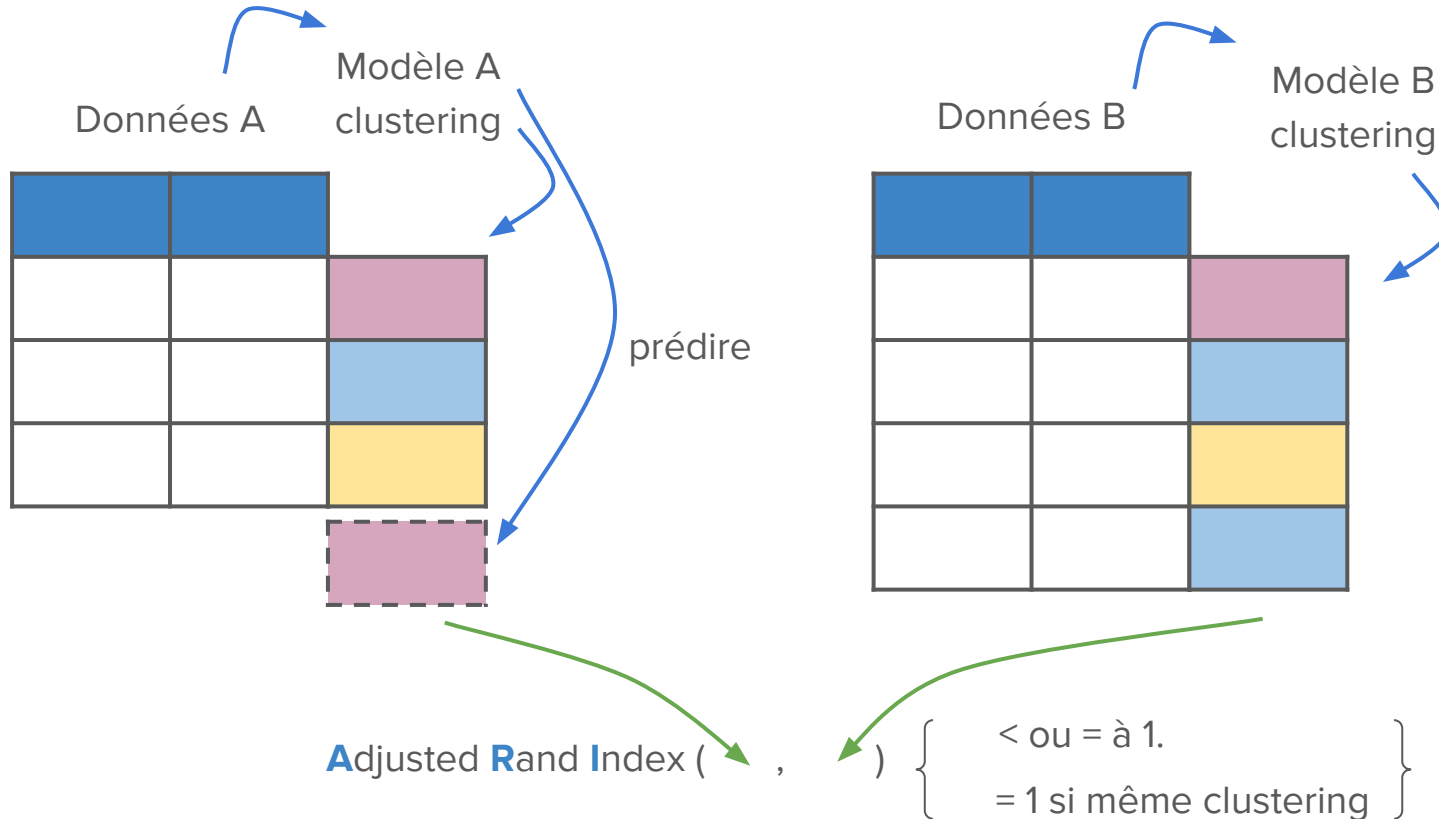 Modèle A
clustering
Données A
Modèle B
clustering
Données B
prédire
Adjusted Rand Index ( , )
< ou = à 1.
= 1 si même clustering